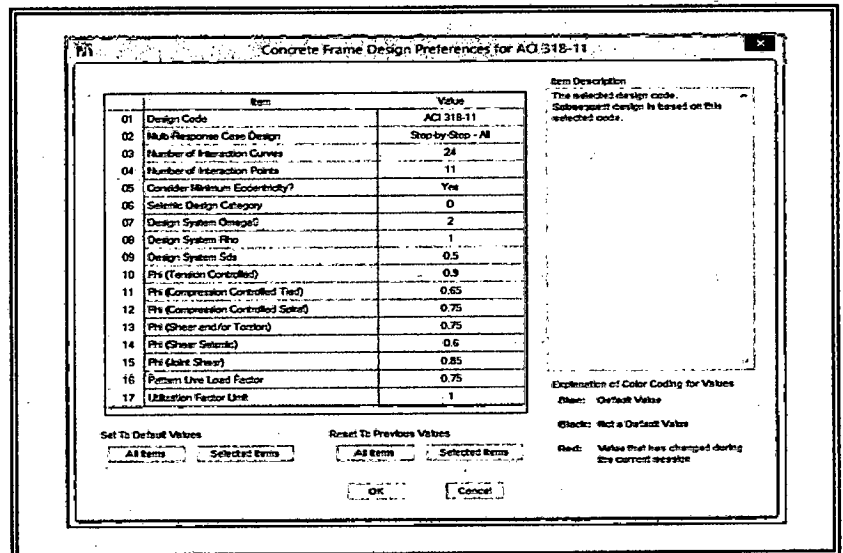 Concrete Frame Design Preferences for ACI 318-11
Item Value
01 Design Code ACI 318-11
02 Multi-Response Case Design Step-by-Step - All
03 Number of Interaction Curves 24
04 Number of Interaction Points 11
05 Consider Minimum Eccentricity? Yes
06 Seismic Design Category D
07 Design System Omega0 2
08 Design System Rho 1
09 Design System Sds 0.5
10 Phi (Tension Controlled) 0.9
11 Phi (Compression Controlled Tied) 0.65
12 Phi (Compression Controlled Spiral) 0.75
13 Phi (Shear and/or Torsion) 0.75
14 Phi (Shear Seismic) 0.6
15 Phi (Joint Shear) 0.85
16 Pattern Live Load Factor 0.75
17 Utilization Factor Limit 1
Item Description
The selected design code.
Subsequent design is based on this
selected code.
Explanation of Color Coding for Values
Blue: Default Value
Black: Not a Default Value
Red: Value that has changed during
the current session
Set To Default Values
All Items Selected Items
Reset To Previous Values
All Items Selected Items
OK Cancel